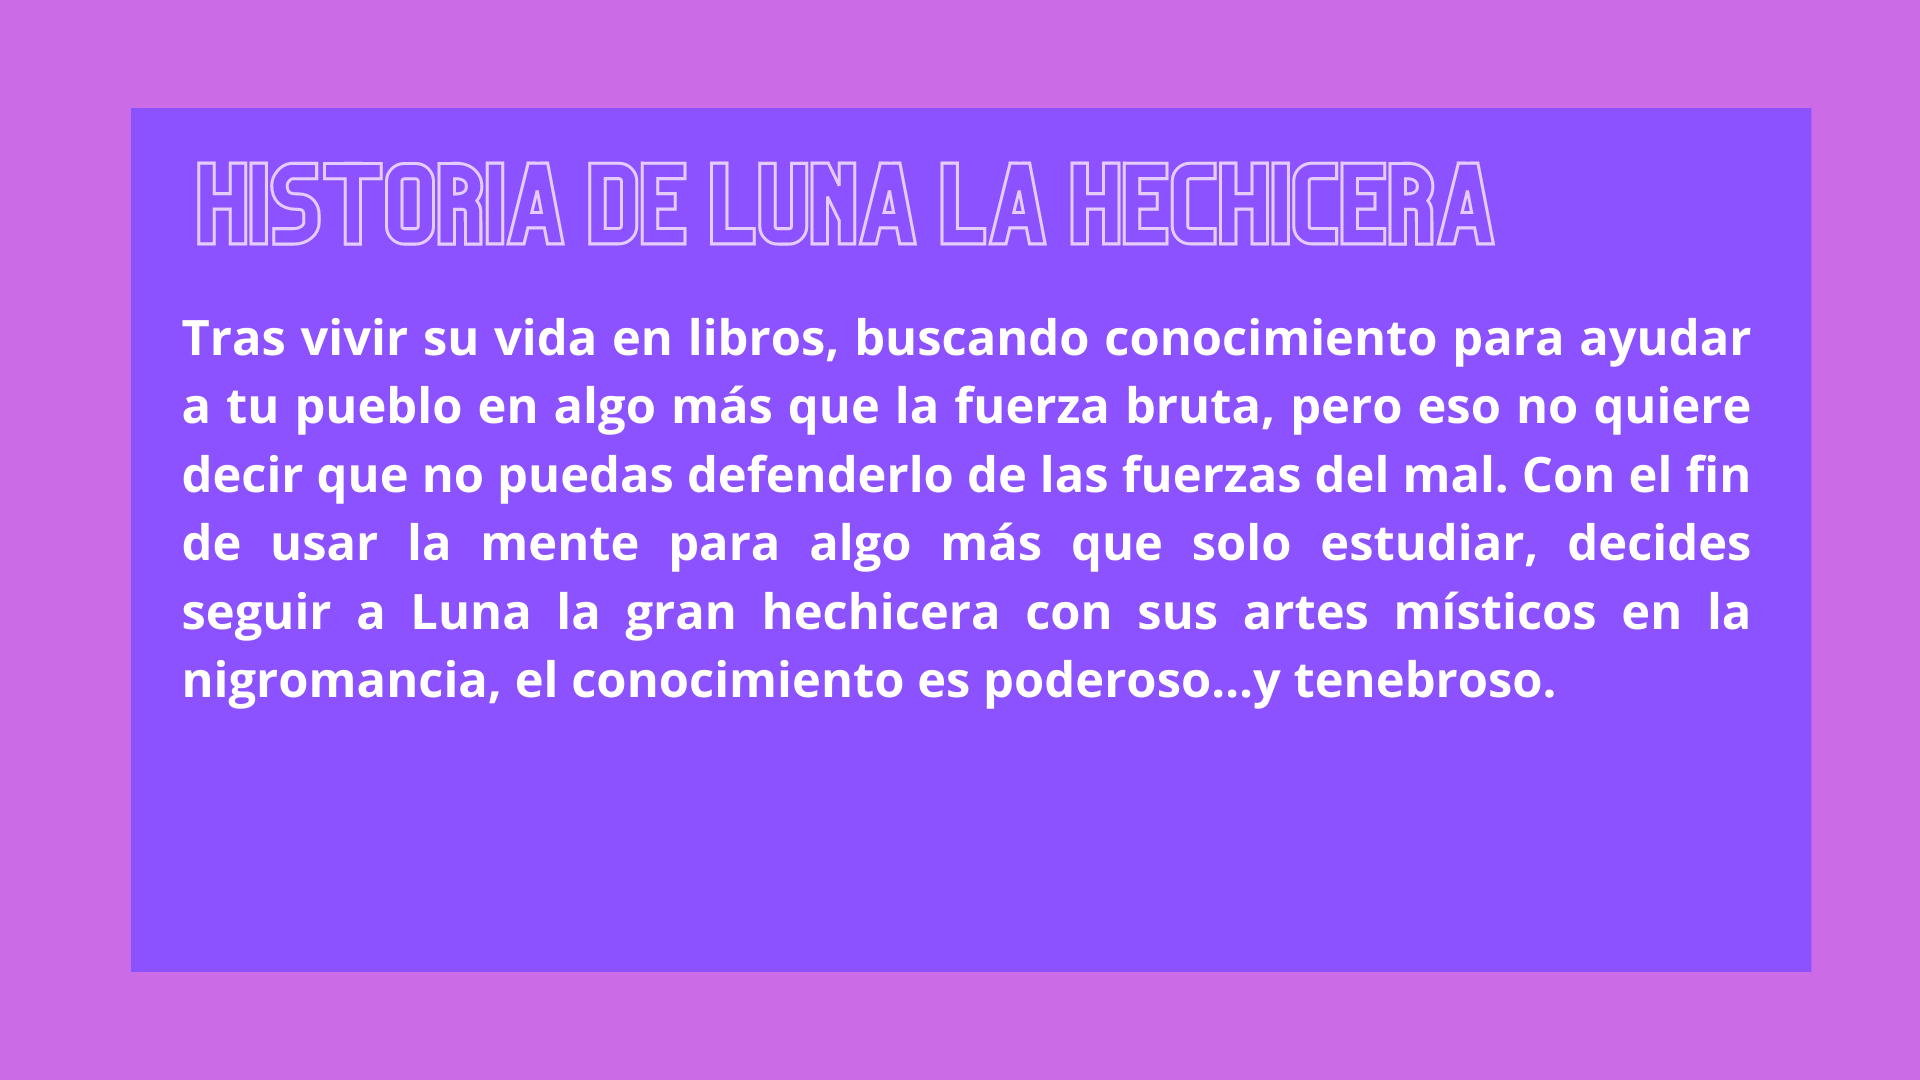 HISTORIA DE LUNA LA HECHICERA
Tras vivir su vida en libros, buscando conocimiento para ayudar
a tu pueblo en algo más que la fuerza bruta, pero eso no quiere
decir que no puedas defenderlo de las fuerzas del mal. Con el fin
de usar la mente para algo más que solo estudiar, decides
seguir a Luna la gran hechicera con sus artes místicos en la
nigromancia, el conocimiento es poderoso...y tenebroso.